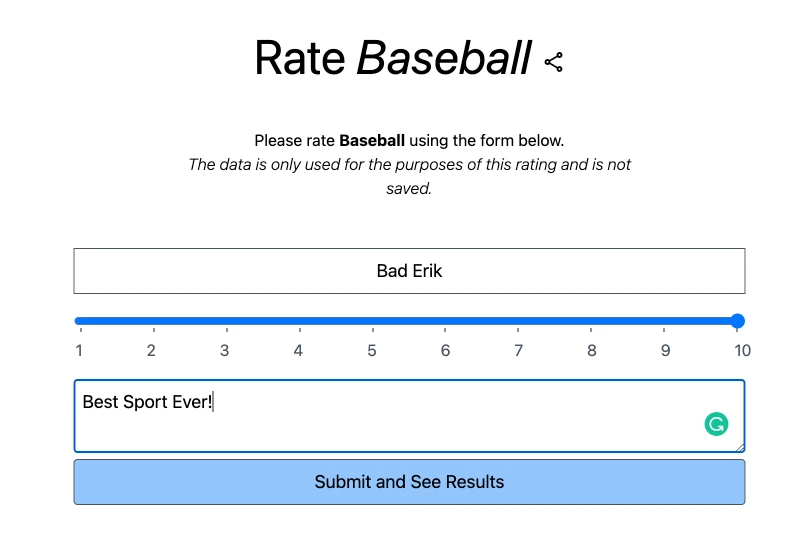 Rate Baseball
Please rate Baseball using the form below.
The data is only used for the purposes of this rating and is not
saved.
Bad Erik
1 2 3 4 5 6 7 8 9 10
Best Sport Ever!
Submit and See Results